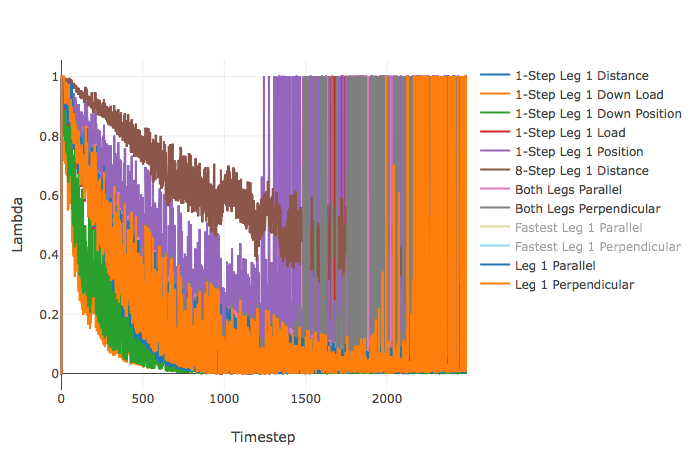 1
0.8
0.6
0.4
0.2
0
Lambda
0 500 1000 1500 2000
Timestep
1-Step Leg 1 Distance
1-Step Leg 1 Down Load
1-Step Leg 1 Down Position
1-Step Leg 1 Load
1-Step Leg 1 Position
8-Step Leg 1 Distance
Both Legs Parallel
Both Legs Perpendicular
Fastest Leg 1 Parallel
Fastest Leg 1 Perpendicular
Leg 1 Parallel
Leg 1 Perpendicular